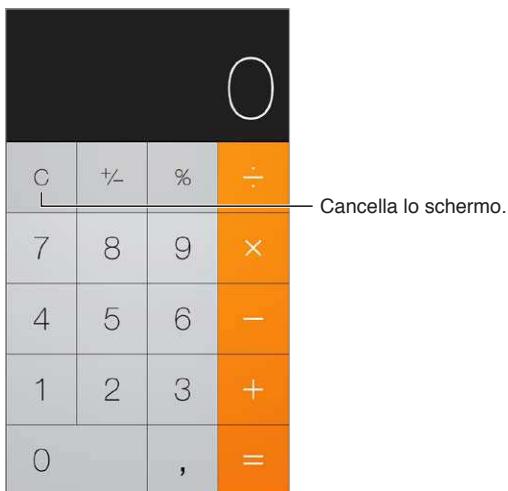 0
C +/− % ÷
Cancella lo schermo.
7 8 9 ×
4 5 6 −
1 2 3 +
0 , =